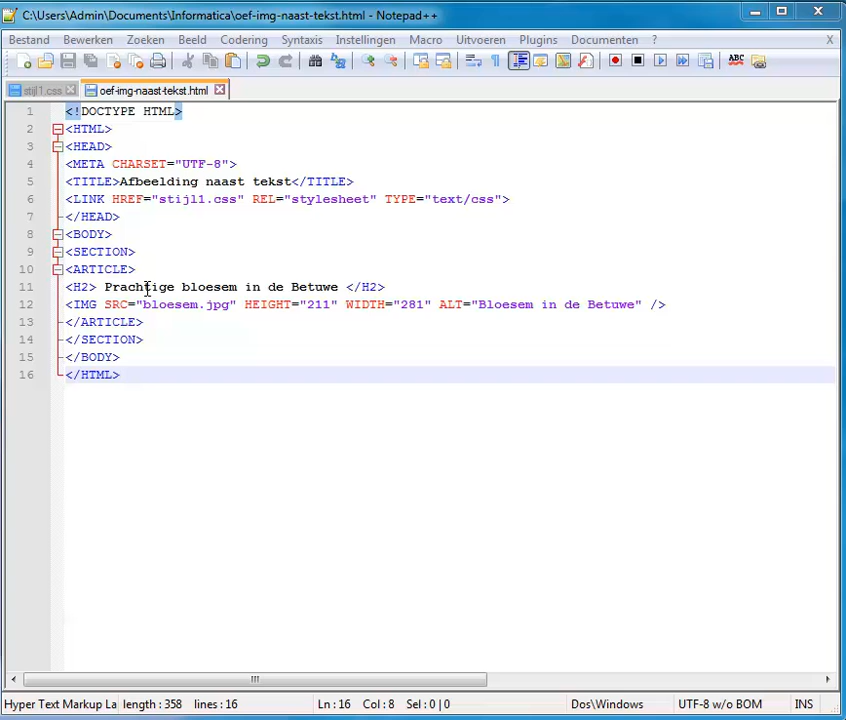 C:\Users\Admin\Documents\Informatica\oef-img-naast-tekst.html - Notepad++
Bestand Bewerken Zoeken Beeld Codering Syntaxis Instellingen Macro Uitvoeren Plugins Documenten ? X
ABC
stijl1.css oef-img-naast-tekst.html
1 <!DOCTYPE HTML>
2 <HTML>
3 <HEAD>
4 <META CHARSET="UTF-8">
5 <TITLE>Afbeelding naast tekst</TITLE>
6 <LINK HREF="stijl1.css" REL="stylesheet" TYPE="text/css">
7 </HEAD>
8 <BODY>
9 <SECTION>
10 <ARTICLE>
11 <H2> Prachtige bloesem in de Betuwe </H2>
12 <IMG SRC="bloesem.jpg" HEIGHT="211" WIDTH="281" ALT="Bloesem in de Betuwe" />
13 </ARTICLE>
14 </SECTION>
15 </BODY>
16 </HTML>
Hyper Text Markup La length : 358 lines : 16 Ln : 16 Col : 8 Sel : 0 | 0 Dos\Windows UTF-8 w/o BOM INS